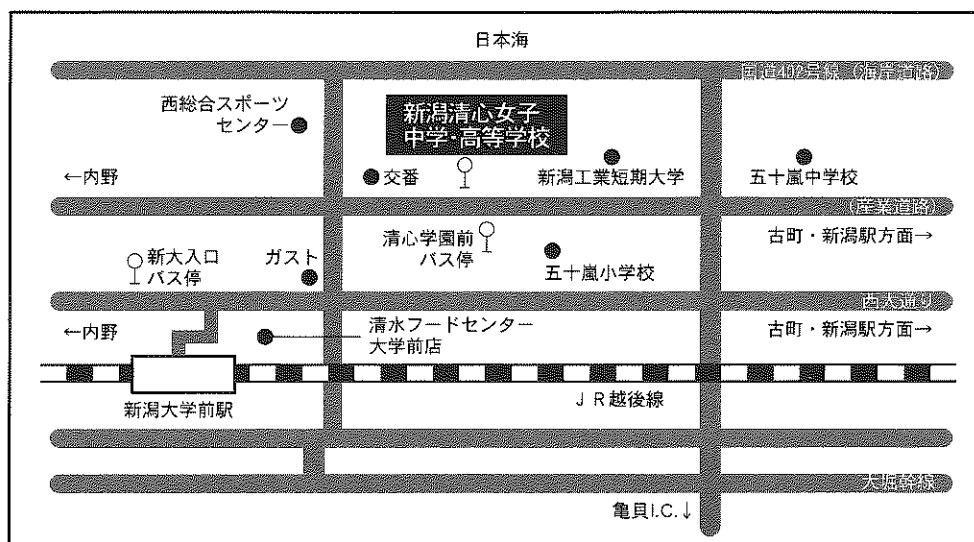 日本海
国道402号線 (海岸道路)
西総合スポーツ
センター
新潟清心女子
中学・高等学校
←内野
交番
新潟工業短期大学
五十嵐中学校
(産業道路)
新大入口
バス停
ガスト
清心学園前
バス停
五十嵐小学校
古町・新潟駅方面→
西大通り
←内野
清水フードセンター
大学前店
古町・新潟駅方面→
新潟大学前駅
JR越後線
大堀幹線
亀貝I.C.↓